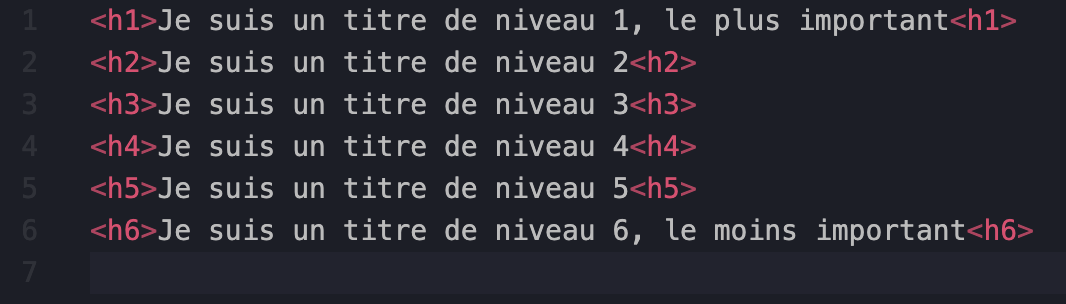 1 <h1>Je suis un titre de niveau 1, le plus important<h1>
2 <h2>Je suis un titre de niveau 2<h2>
3 <h3>Je suis un titre de niveau 3<h3>
4 <h4>Je suis un titre de niveau 4<h4>
5 <h5>Je suis un titre de niveau 5<h5>
6 <h6>Je suis un titre de niveau 6, le moins important<h6>
7